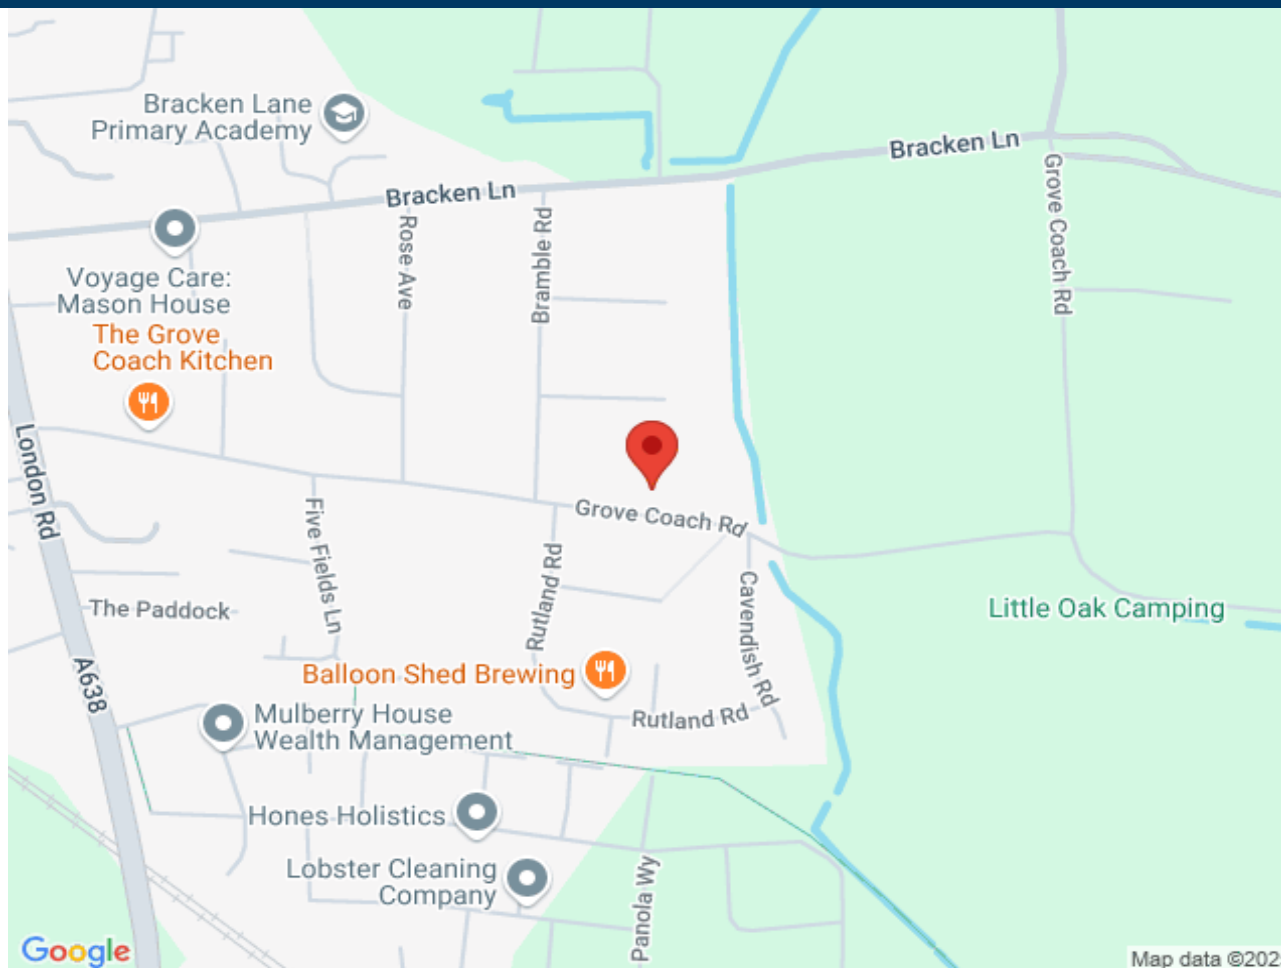 Bracken Lane
Primary Academy
Bracken Ln
Bracken Ln
Grove Coach Rd
Rose Ave
Bramble Rd
Voyage Care:
Mason House
The Grove
Coach Kitchen
London Rd
Grove Coach Rd
Five Fields Ln
Rutland Rd
Cavendish Rd
The Paddock
Little Oak Camping
A638
Balloon Shed Brewing
Rutland Rd
Mulberry House
Wealth Management
Hones Holistics
Lobster Cleaning
Company
Panola Wy
Google
Map data ©202